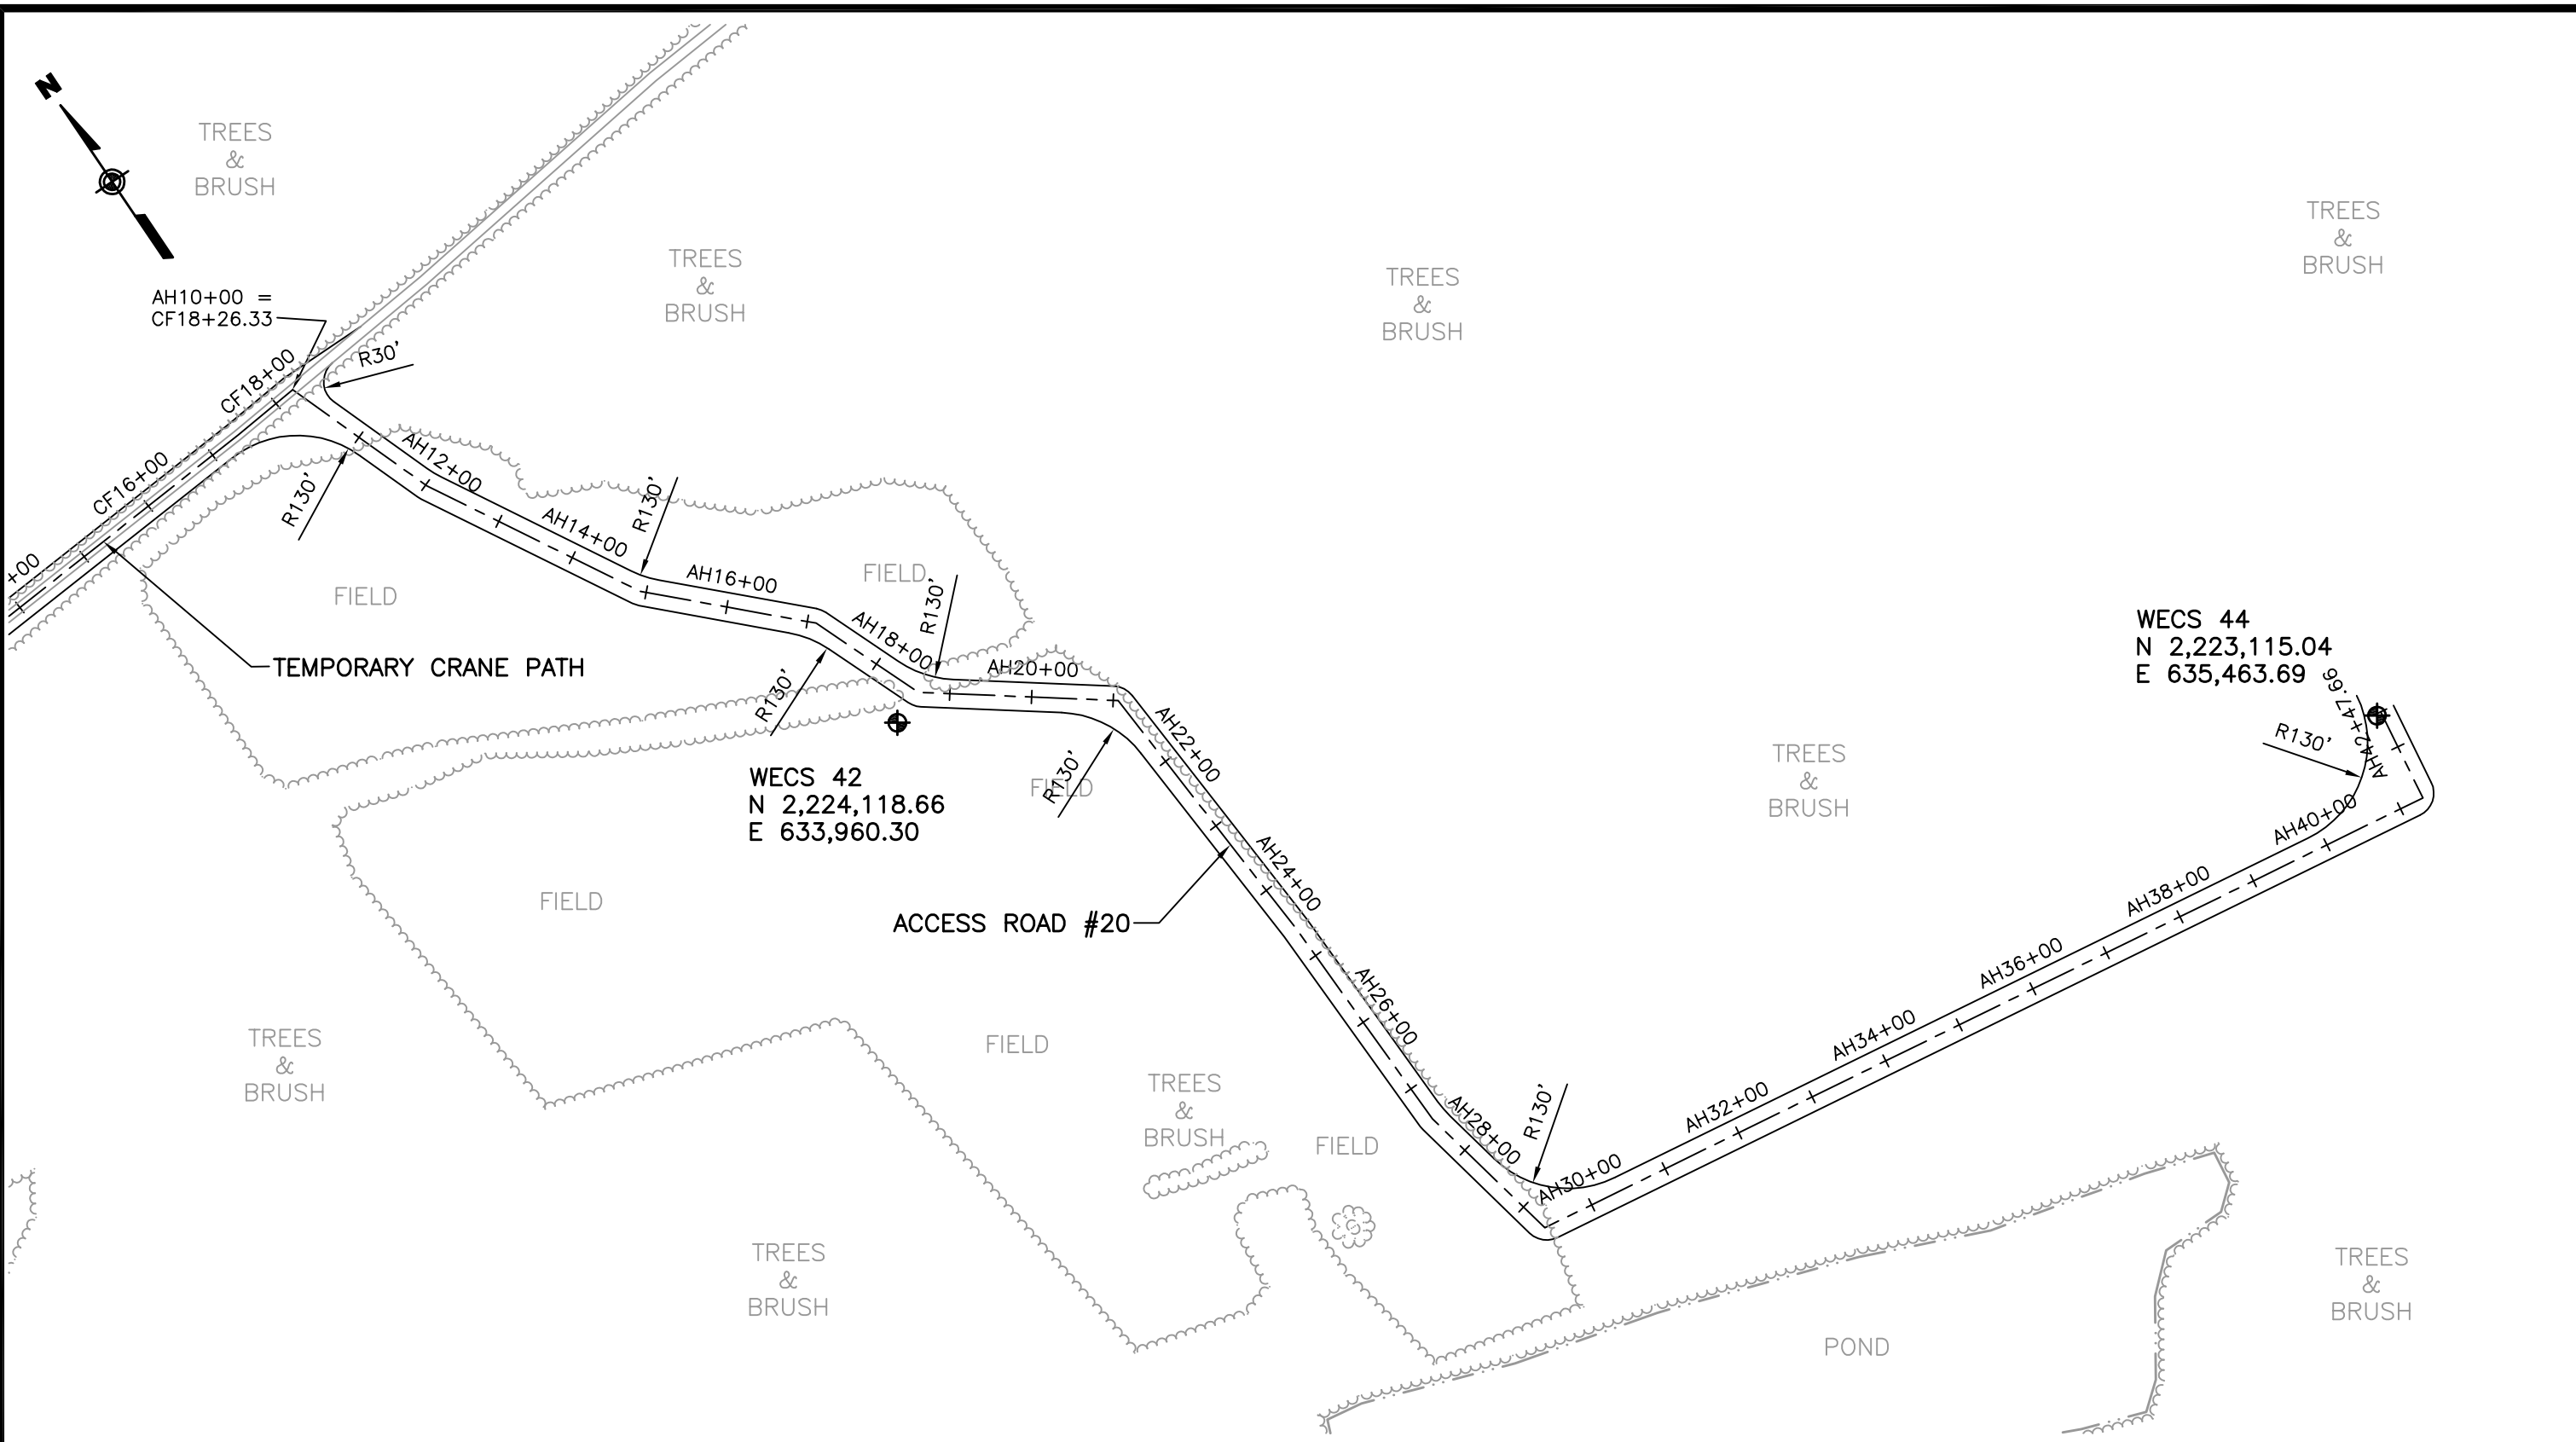 N
TREES
&
BRUSH
TREES
&
BRUSH
TREES
&
BRUSH
TREES
&
BRUSH
AH10+00 =
CF18+26.33
R30'
CF18+00
CF16+00
+00
R130'
AH12+00
AH14+00
R130'
AH16+00
FIELD
FIELD
R130'
AH18+00
AH20+00
R130'
TEMPORARY CRANE PATH
WECS 42
N 2,224,118.66
E 633,960.30
R130'
FIELD
AH22+00
AH24+00
ACCESS ROAD #20
FIELD
AH26+00
TREES
&
BRUSH
WECS 44
N 2,223,115.04
E 635,463.69
AH42+47.66
R130'
AH40+00
AH38+00
AH36+00
AH34+00
AH32+00
AH30+00
R130'
AH28+00
FIELD
TREES
&
BRUSH
TREES
&
BRUSH
FIELD
TREES
&
BRUSH
POND
TREES
&
BRUSH